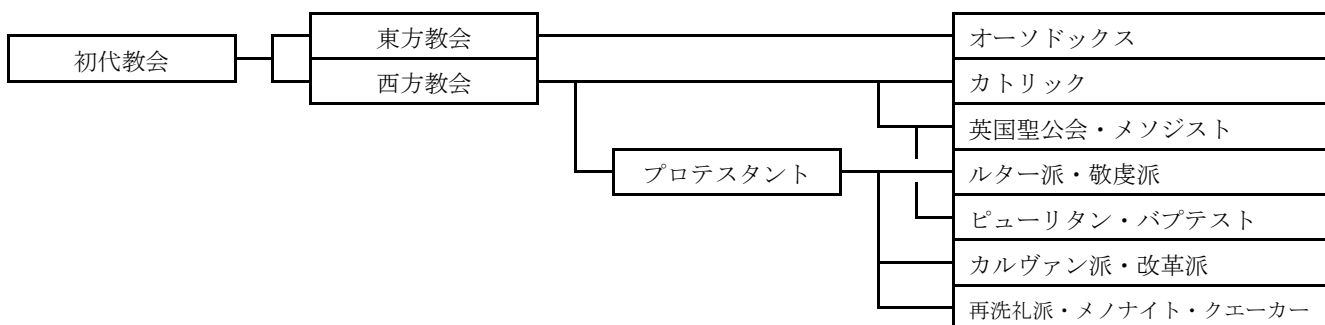 初代教会
東方教会
西方教会
プロテスタント
オーソドックス
カトリック
英国聖公会・メソジスト
ルター派・敬虔派
ピューリタン・バプテスト
カルヴァン派・改革派
再洗礼派・メノナイト・クエーカー